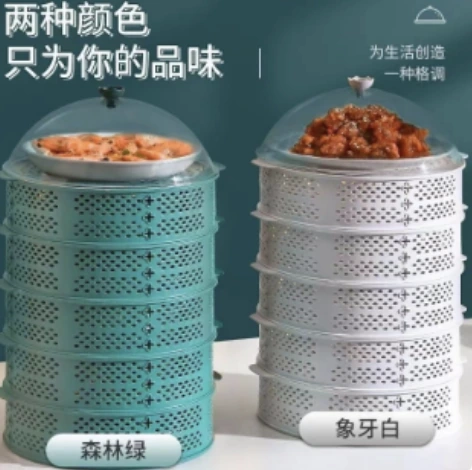 两种颜色
只为你的品味
为生活创造
一种格调
森林绿
象牙白